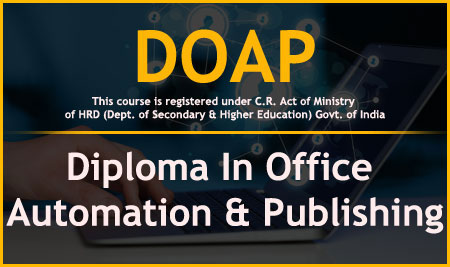 DOAP
This course is registered under C.R. Act of Ministry
of HRD (Dept. of Secondary & Higher Education) Govt. of India
Diploma In Office
Automation & Publishing